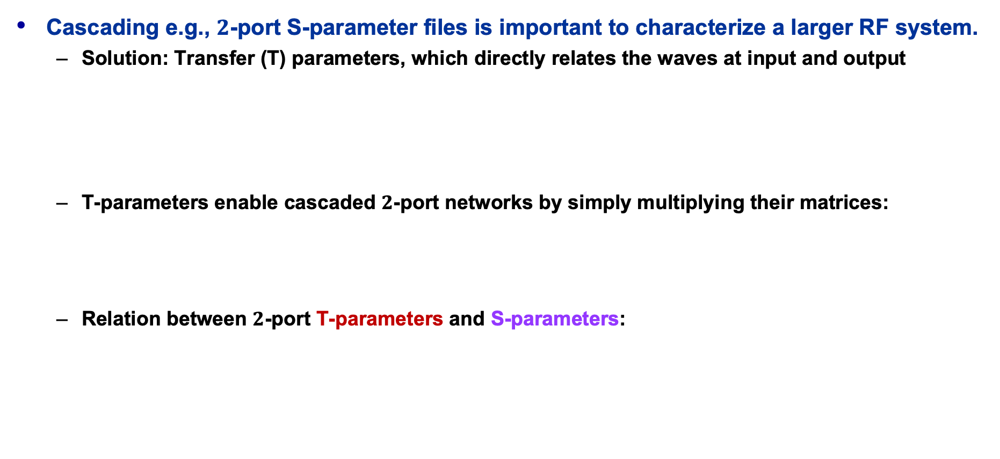 • Cascading e.g., 2-port S-parameter files is important to characterize a larger RF system.
– Solution: Transfer (T) parameters, which directly relates the waves at input and output
– T-parameters enable cascaded 2-port networks by simply multiplying their matrices:
– Relation between 2-port T-parameters and S-parameters: